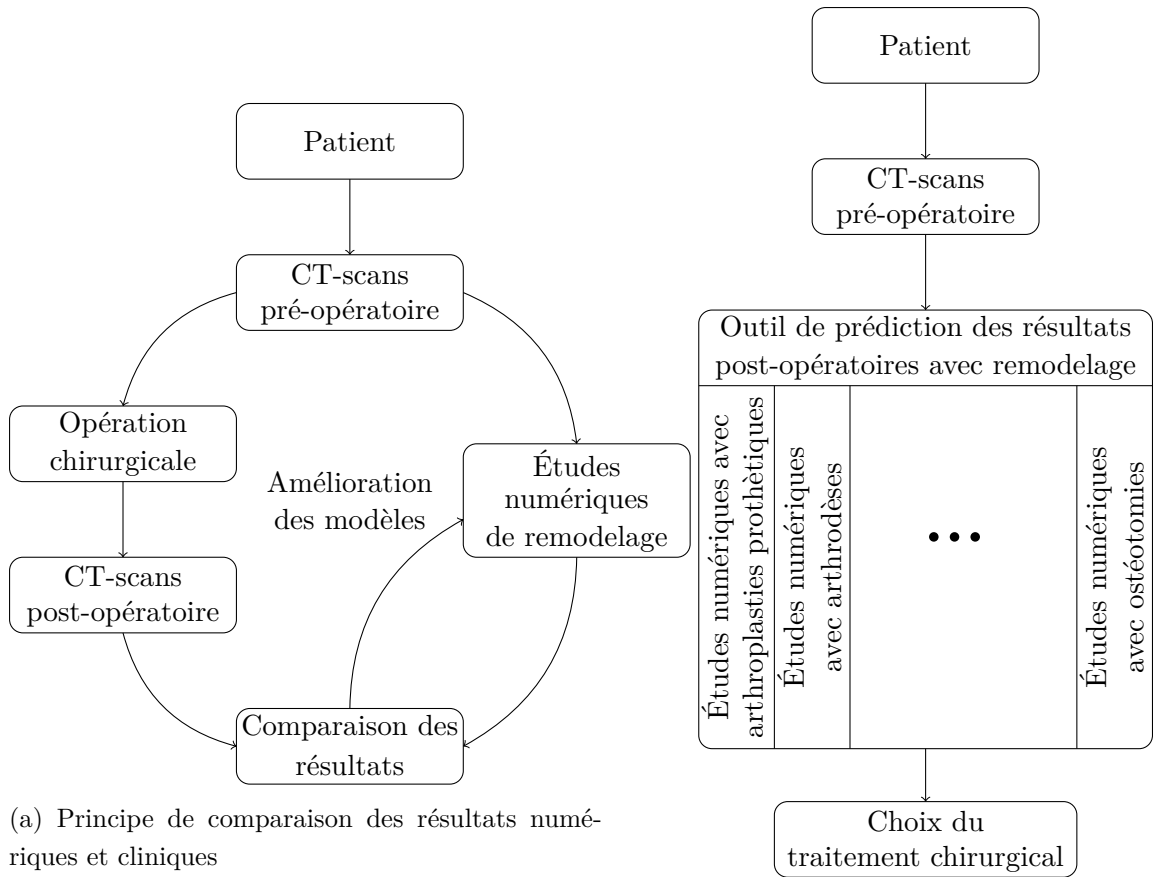 Patient
CT-scans
pré-opératoire
Opération
chirurgicale
CT-scans
post-opératoire
Amélioration
des modèles
Études
numériques
de remodelage
Comparaison des
résultats
(a) Principe de comparaison des résultats numé-
riques et cliniques
Patient
CT-scans
pré-opératoire
Outil de prédiction des résultats
post-opératoires avec remodelage
Études numériques avec
arthroplasties prothètiques
Études numériques
avec arthrodèses
•••
Études numériques
avec ostéotomies
Choix du
traitement chirurgical